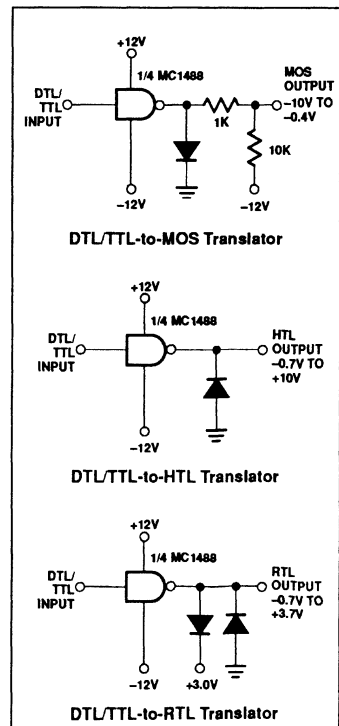 +12V
1/4 MC1488
DTL/
TTL
INPUT
1K
MOS
OUTPUT
–10V TO
–0.4V
10K
–12V
–12V
DTL/TTL-to-MOS Translator
+12V
1/4 MC1488
DTL/
TTL
INPUT
HTL
OUTPUT
–0.7V TO
+10V
–12V
DTL/TTL-to-HTL Translator
+12V
1/4 MC1488
DTL/
TTL
INPUT
RTL
OUTPUT
–0.7V TO
+3.7V
–12V
+3.0V
DTL/TTL-to-RTL Translator